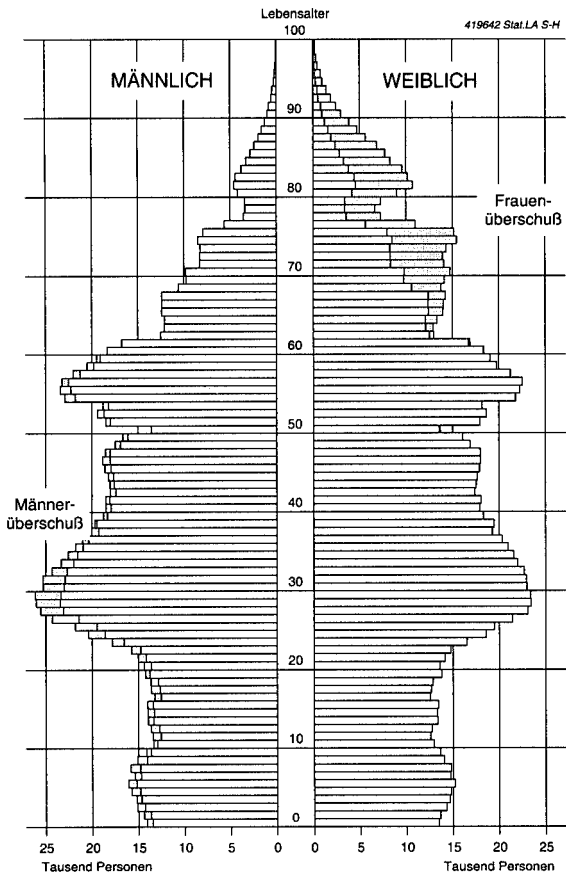 Lebensalter
419642 Stat.LA S-H
100
MÄNNLICH
WEIBLICH
90
80
Frauen-
überschuß
70
60
50
40
Männer-
überschuß
30
20
10
0
25 20 15 10 5 0 0 5 10 15 20 25
Tausend Personen Tausend Personen